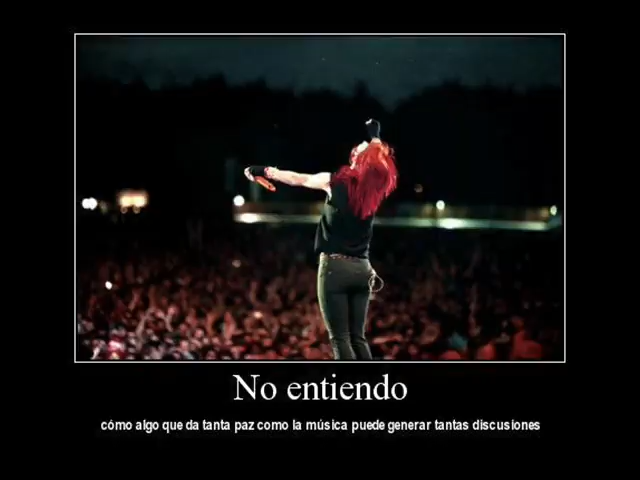 No entiendo
cómo algo que da tanta paz como la música puede generar tantas discusiones